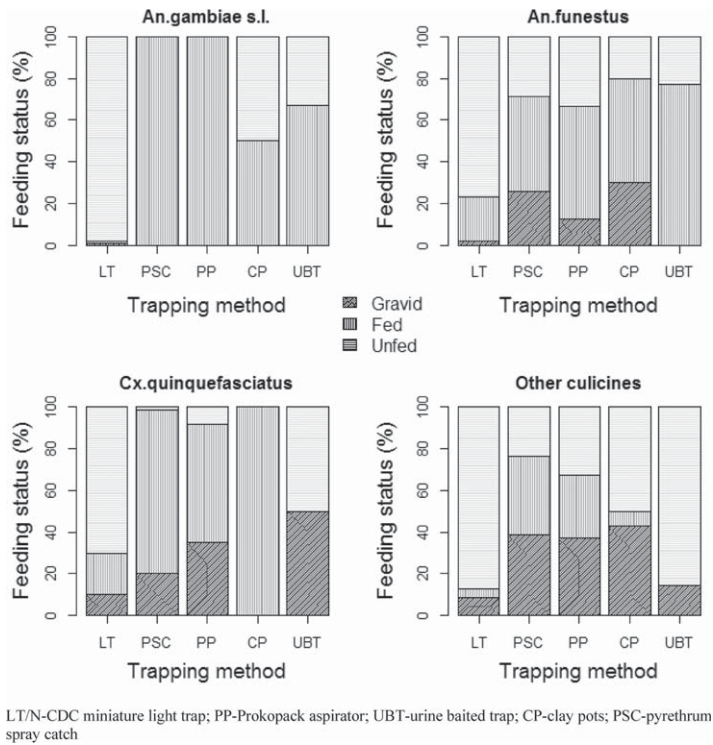 An.gambiae s.l.
Feeding status (%)
0 20 40 60 80 100
LT PSC PP CP UBT
Trapping method
An.funestus
Feeding status (%)
0 20 40 60 80 100
LT PSC PP CP UBT
Trapping method
Gravid
Fed
Unfed
Cx.quinquefasciatus
Feeding status (%)
0 20 40 60 80 100
LT PSC PP CP UBT
Trapping method
Other culicines
Feeding status (%)
0 20 40 60 80 100
LT PSC PP CP UBT
Trapping method
LT/N-CDC miniature light trap; PP-Prokopack aspirator; UBT-urine baited trap; CP-clay pots; PSC-pyrethrum
spray catch